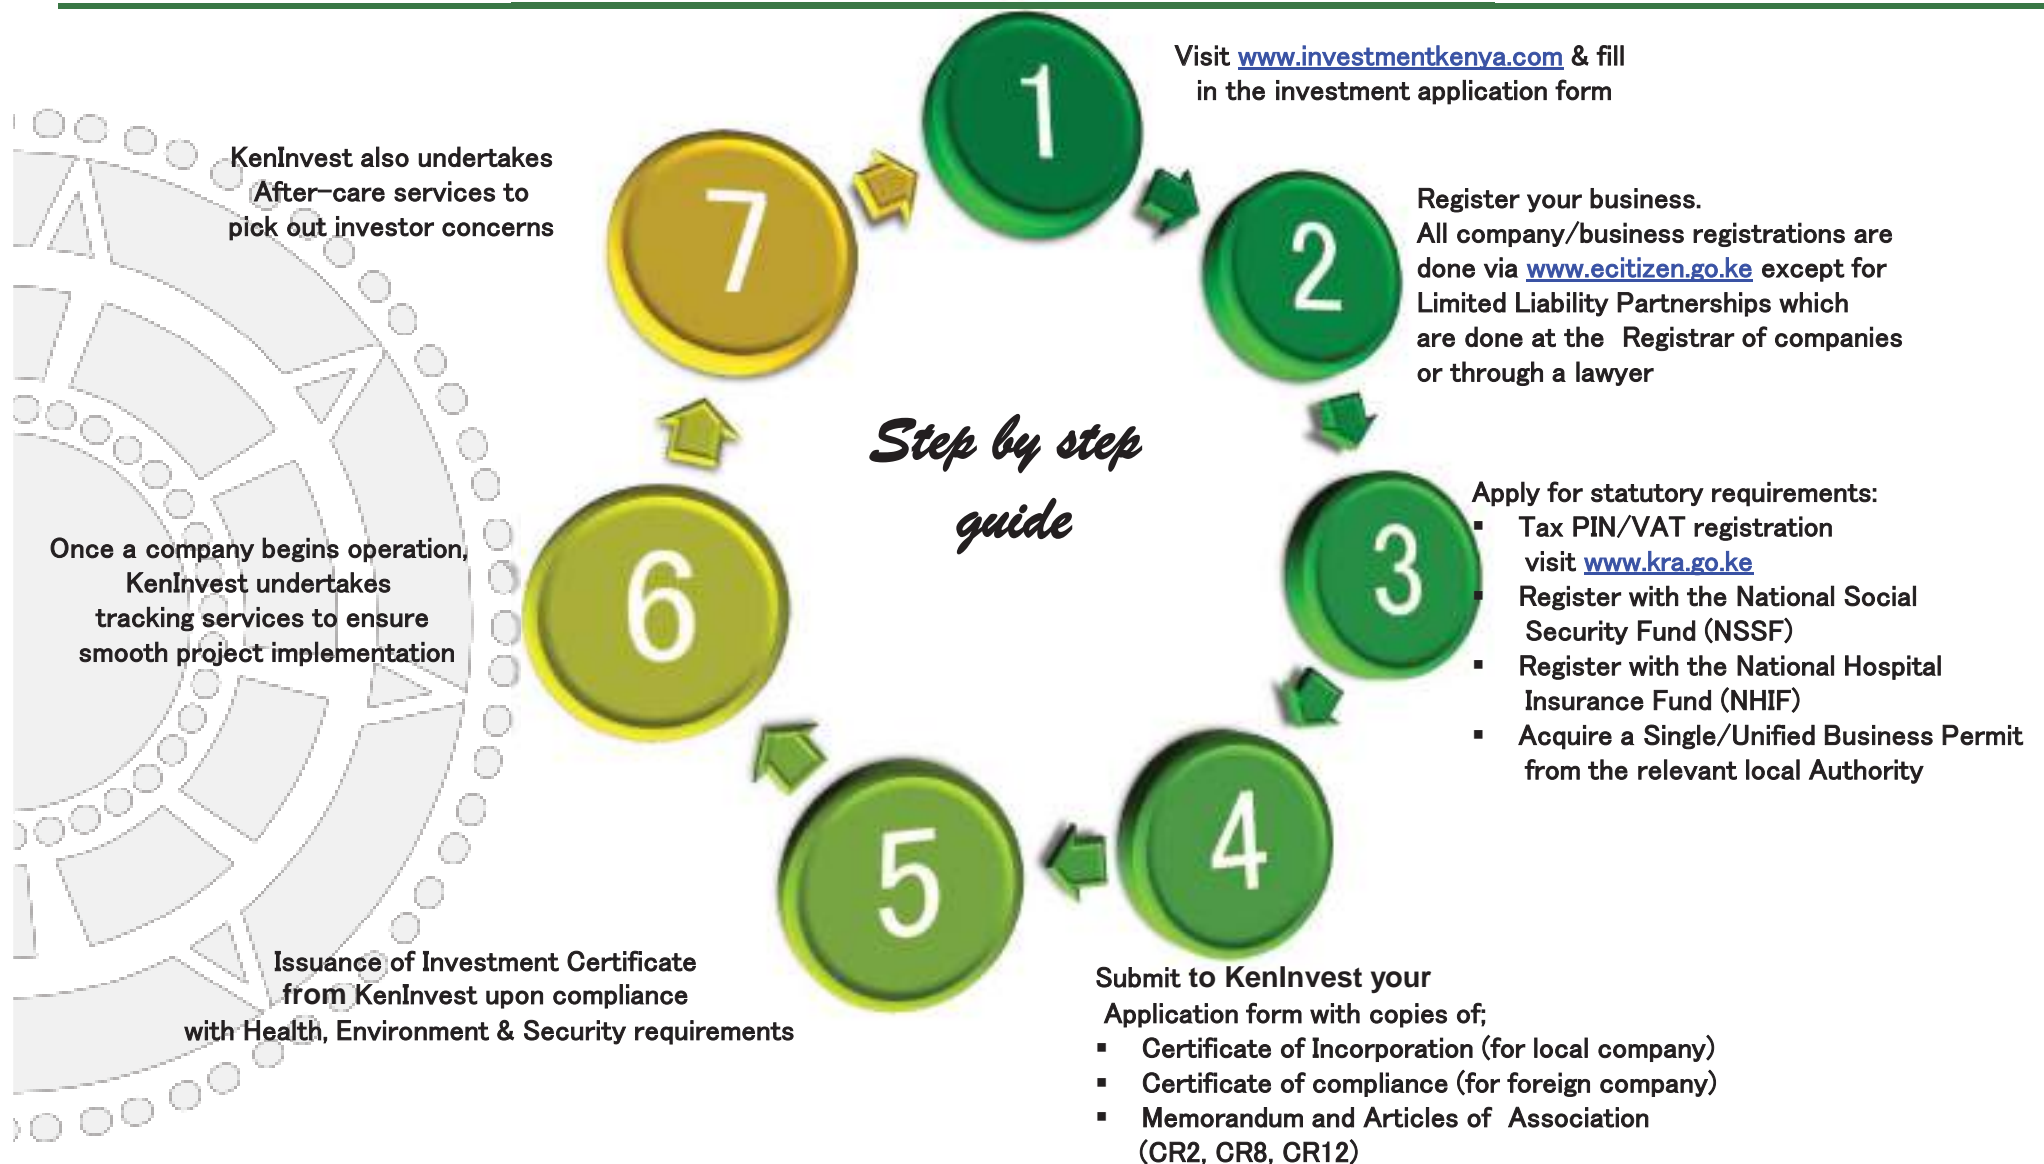 1
Visit www.investmentkenya.com & fill
in the investment application form
2
Register your business.
All company/business registrations are
done via www.ecitizen.go.ke except for
Limited Liability Partnerships which
are done at the Registrar of companies
or through a lawyer
Step by step
guide
3
Apply for statutory requirements:
▪ Tax PIN/VAT registration
visit www.kra.go.ke
▪ Register with the National Social
Security Fund (NSSF)
▪ Register with the National Hospital
Insurance Fund (NHIF)
▪ Acquire a Single/Unified Business Permit
from the relevant local Authority
4
Submit to KenInvest your
Application form with copies of;
▪ Certificate of Incorporation (for local company)
▪ Certificate of compliance (for foreign company)
▪ Memorandum and Articles of Association
(CR2, CR8, CR12)
5
Issuance of Investment Certificate
from KenInvest upon compliance
with Health, Environment & Security requirements
6
Once a company begins operation,
KenInvest undertakes
tracking services to ensure
smooth project implementation
7
KenInvest also undertakes
After-care services to
pick out investor concerns